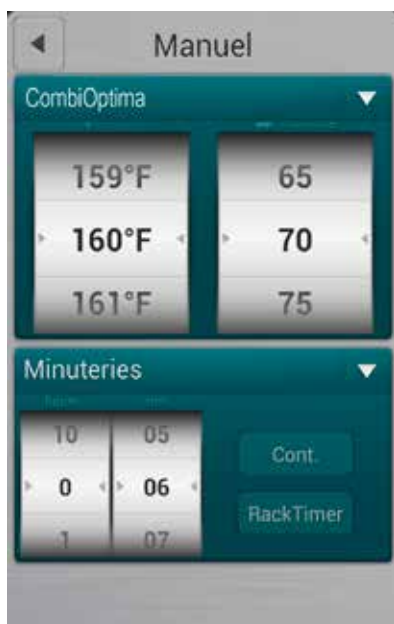 Manuel
CombiOptima
159°F 65
160°F 70
161°F 75
Minuteries
10 05
0 06
1 07
Cont.
RackTimer